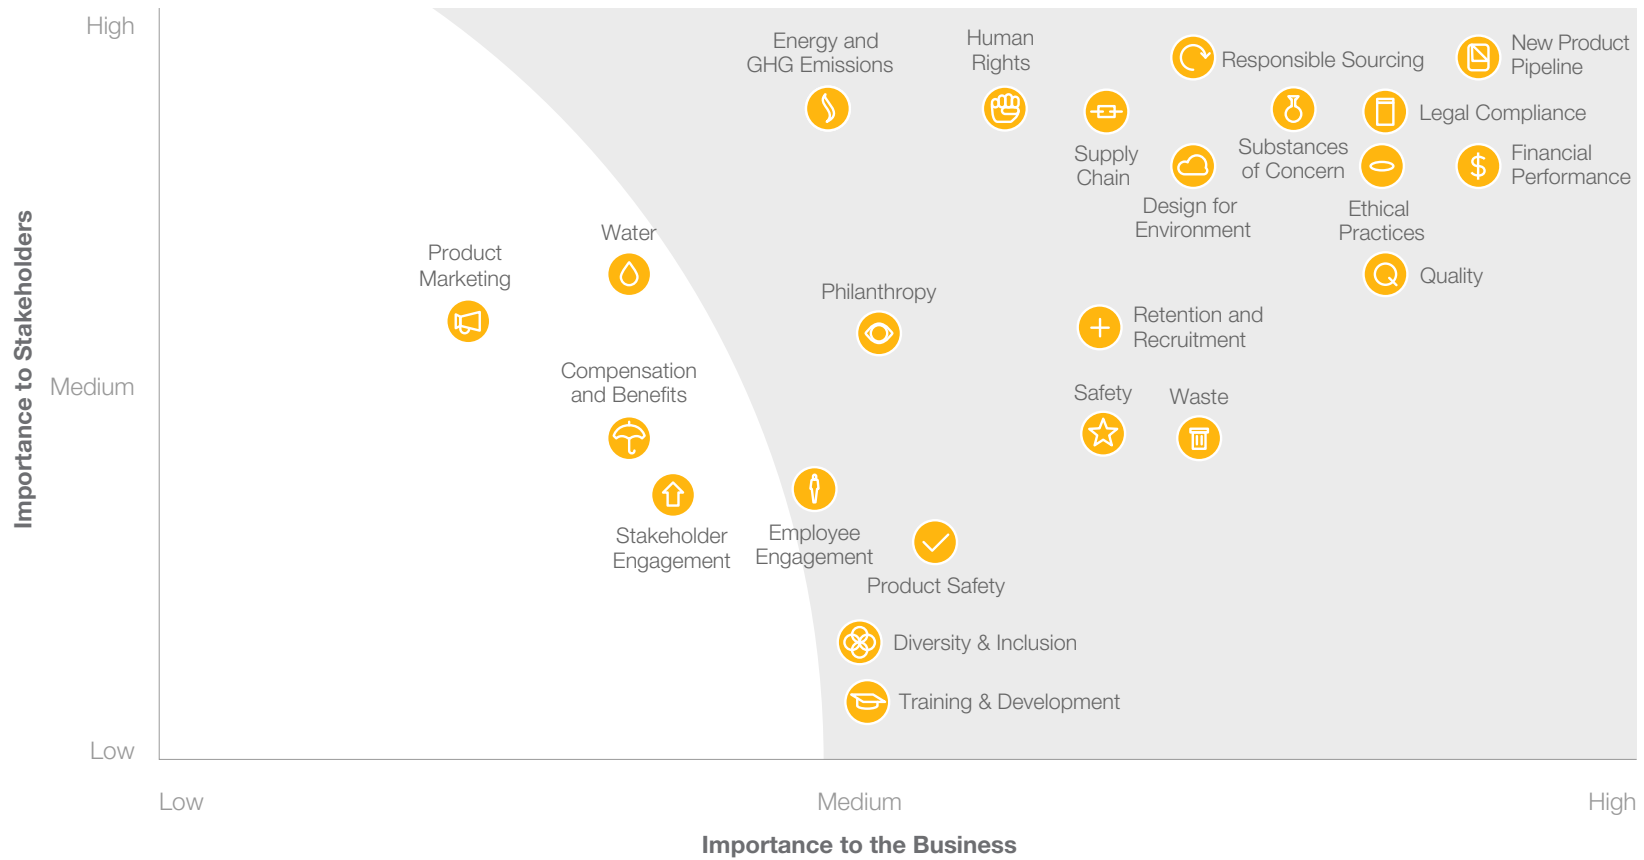 High
Energy and
GHG Emissions
Human
Rights
Responsible Sourcing
New Product
Pipeline
Legal Compliance
Supply
Chain
Substances
of Concern
Financial
Performance
$
Design for
Environment
Ethical
Practices
Water
Product
Marketing
Quality
Philanthropy
Retention and
Recruitment
Importance to Stakeholders
Medium
Compensation
and Benefits
Safety
Waste
Stakeholder
Engagement
Employee
Engagement
Product Safety
Diversity & Inclusion
Training & Development
Low
Low
Medium
High
Importance to the Business